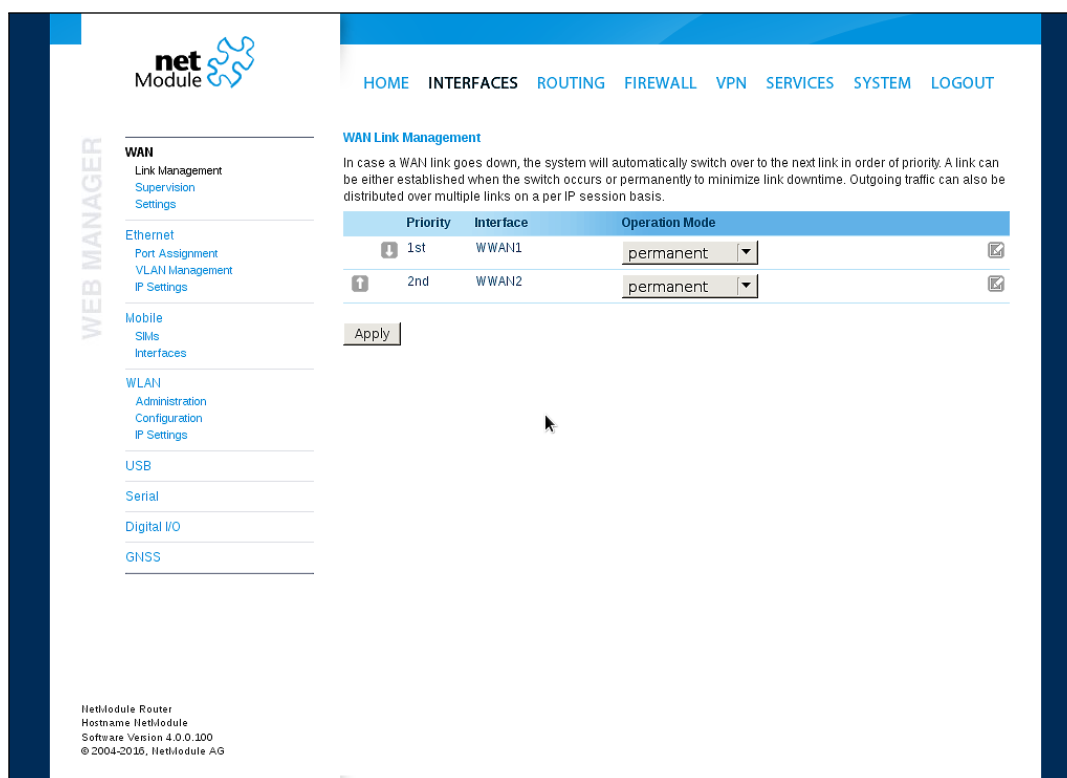 net
Module
HOME INTERFACES ROUTING FIREWALL VPN SERVICES SYSTEM LOGOUT
WEB MANAGER
WAN
Link Management
Supervision
Settings
Ethernet
Port Assignment
VLAN Management
IP Settings
Mobile
SIMs
Interfaces
WLAN
Administration
Configuration
IP Settings
USB
Serial
Digital I/O
GNSS
WAN Link Management
In case a WAN link goes down, the system will automatically switch over to the next link in order of priority. A link can
be either established when the switch occurs or permanently to minimize link downtime. Outgoing traffic can also be
distributed over multiple links on a per IP session basis.
Priority Interface Operation Mode
1st WWAN1 permanent
2nd WWAN2 permanent
Apply
NetModule Router
Hostname NetModule
Software Version 4.0.0.100
© 2004-2016, NetModule AG